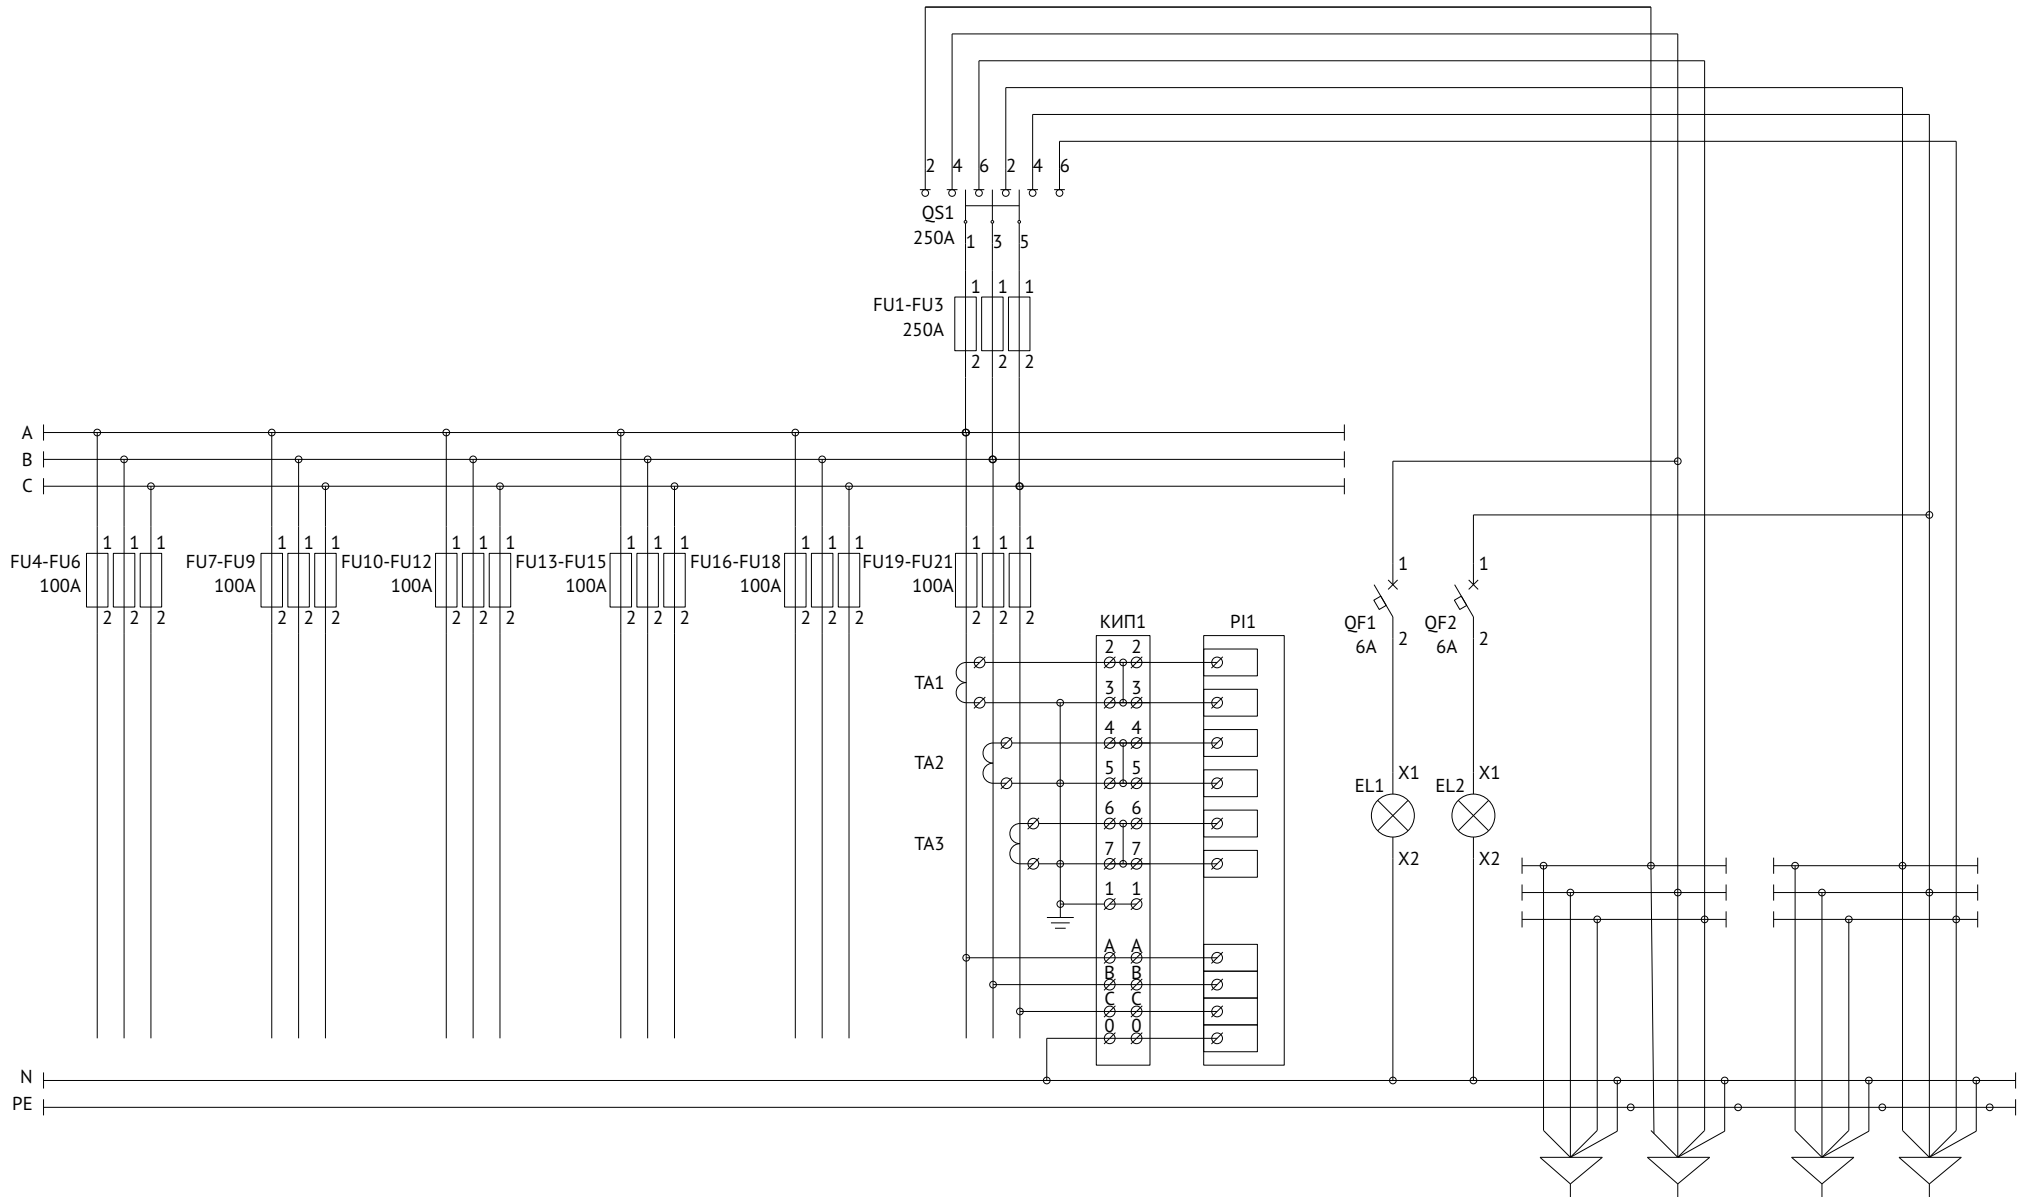 2 4 6 2 4 6
QS1
250A
1 3 5
1 1 1
FU1-FU3
250A
2 2 2
A
B
C
1 1 1
FU4-FU6
100A
2 2 2
1 1 1
FU7-FU9
100A
2 2 2
1 1 1
FU10-FU12
100A
2 2 2
1 1 1
FU13-FU15
100A
2 2 2
1 1 1
FU16-FU18
100A
2 2 2
1 1 1
FU19-FU21
100A
2 2 2
КИП1
PI1
TA1
TA2
TA3
2 2
3 3
4 4
5 5
6 6
7 7
1 1
A A
B B
C C
0 0
1
QF1
6A
2
1
QF2
6A
2
X1
EL1
X2
X1
EL2
X2
N
PE